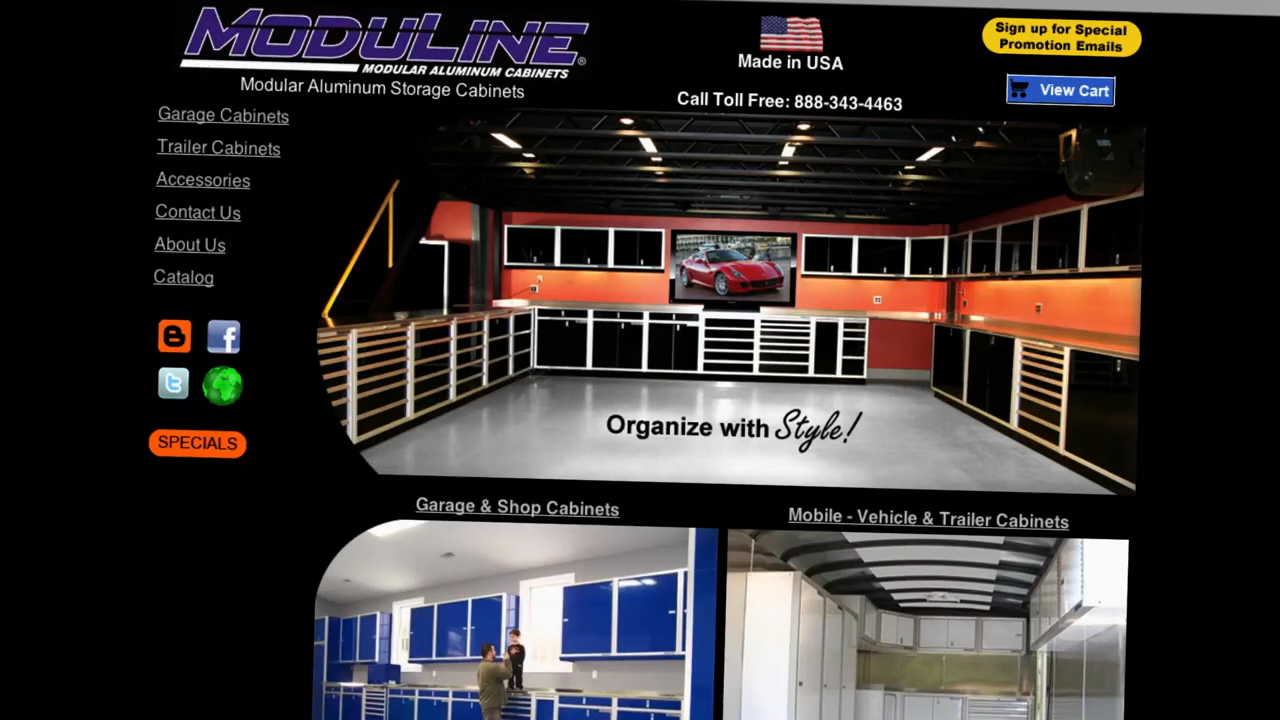 MODULINE®
MODULAR ALUMINUM CABINETS
Modular Aluminum Storage Cabinets
Made in USA
Call Toll Free: 888-343-4463
Sign up for Special
Promotion Emails
View Cart
Garage Cabinets
Trailer Cabinets
Accessories
Contact Us
About Us
Catalog
SPECIALS
Organize with Style!
Garage & Shop Cabinets
Mobile - Vehicle & Trailer Cabinets